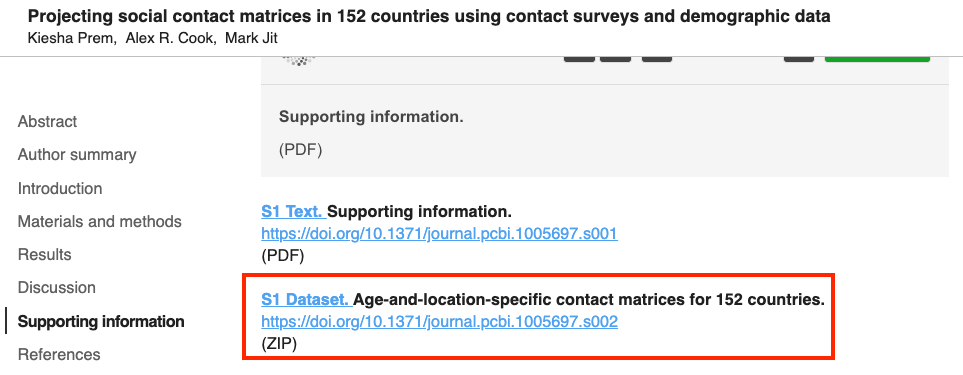 Projecting social contact matrices in 152 countries using contact surveys and demographic data
Kiesha Prem, Alex R. Cook, Mark Jit
Abstract
Author summary
Introduction
Materials and methods
Results
Discussion
Supporting information
References
Supporting information.
(PDF)
S1 Text. Supporting information.
https://doi.org/10.1371/journal.pcbi.1005697.s001
(PDF)
S1 Dataset. Age-and-location-specific contact matrices for 152 countries.
https://doi.org/10.1371/journal.pcbi.1005697.s002
(ZIP)